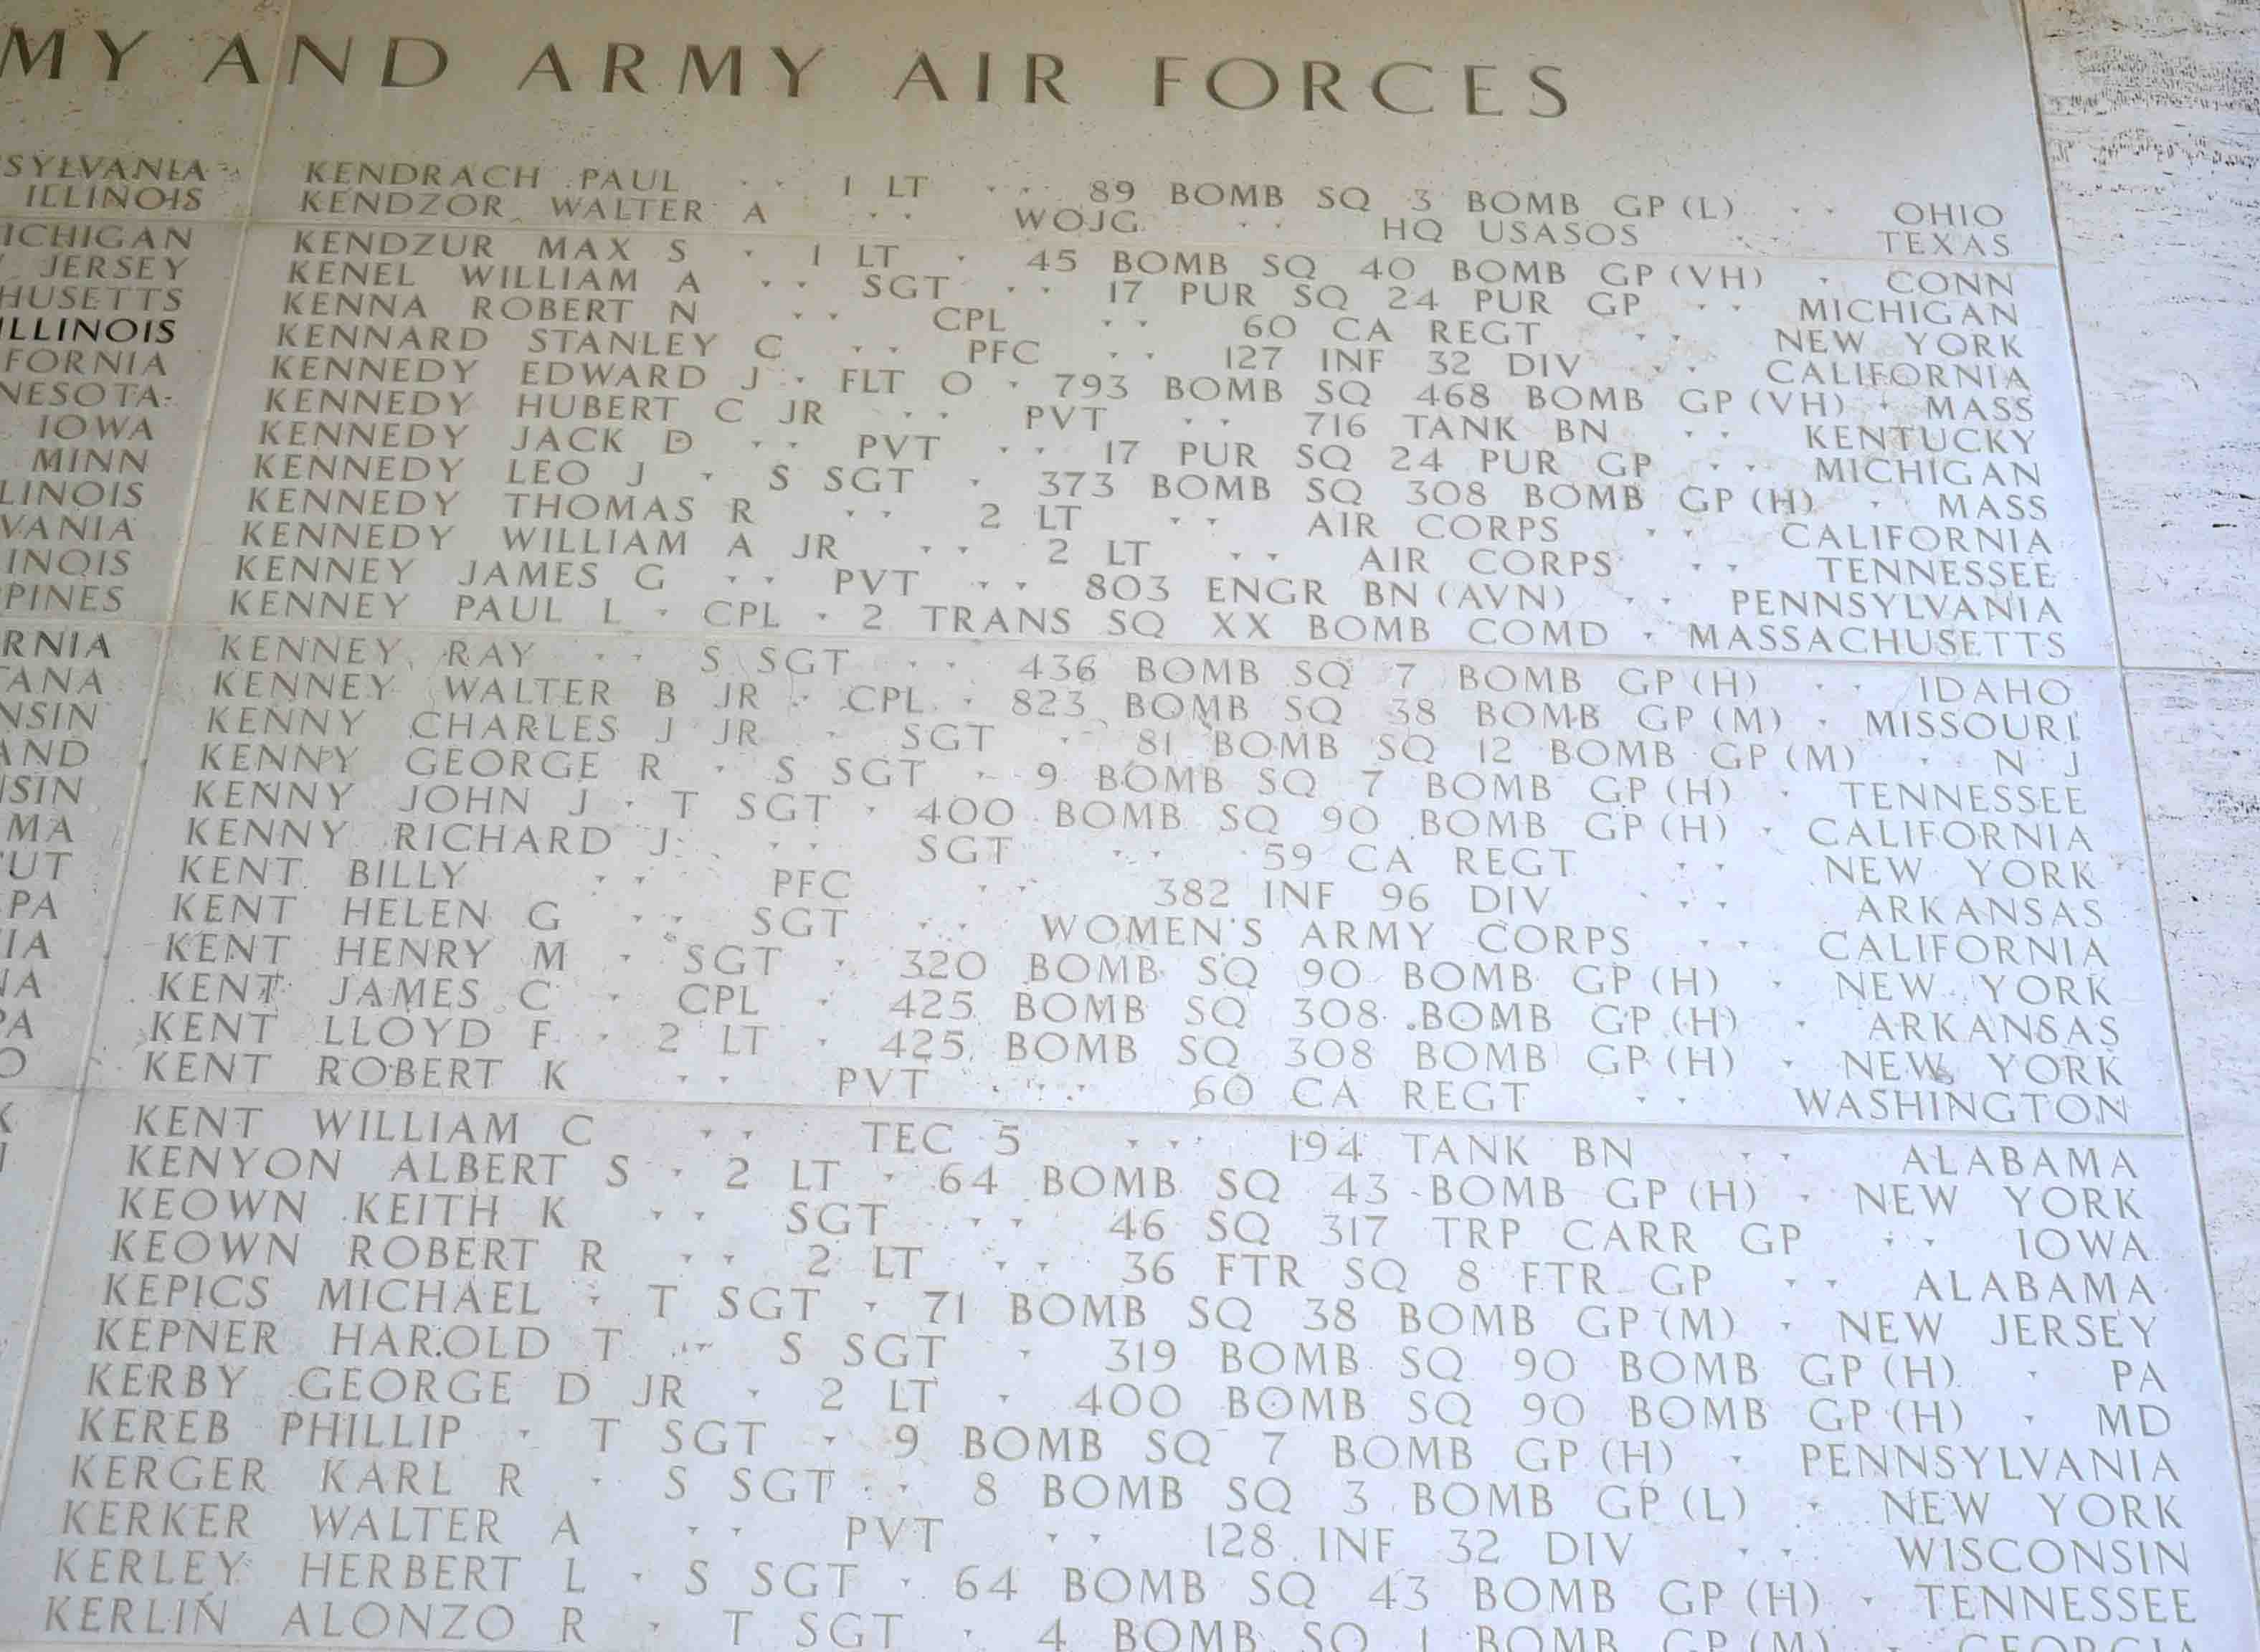 MY AND ARMY AIR FORCES
SYLVANIA KENDRACH PAUL · · 1 LT · · 89 BOMB SQ 3 BOMB GP (L) · · OHIO
ILLINOIS KENDZOR WALTER A · · WOJG · · HQ USASOS · · TEXAS
ICHIGAN KENDZUR MAX S · 1 LT · 45 BOMB SQ 40 BOMB GP (VH) · CONN
JERSEY KENEL WILLIAM A · · SGT · · 17 PUR SQ 24 PUR GP · · MICHIGAN
HUSETTS KENNA ROBERT N · · CPL · · 60 CA REGT · · NEW YORK
ILLINOIS KENNARD STANLEY C · · PFC · · 127 INF 32 DIV · · CALIFORNIA
FORNIA KENNEDY EDWARD J · FLT O · 793 BOMB SQ 468 BOMB GP (VH) · MASS
NESOTA KENNEDY HUBERT C JR · · PVT · · 716 TANK BN · · KENTUCKY
IOWA KENNEDY JACK D · · PVT · · 17 PUR SQ 24 PUR GP · · MICHIGAN
MINN KENNEDY LEO J · S SGT · 373 BOMB SQ 308 BOMB GP (H) · MASS
LINOIS KENNEDY THOMAS R · · 2 LT · · AIR CORPS · · CALIFORNIA
VANIA KENNEDY WILLIAM A JR · · 2 LT · · AIR CORPS · · TENNESSEE
INOIS KENNEY JAMES G · · PVT · · 803 ENGR BN (AVN) · · PENNSYLVANIA
PINES KENNEY PAUL L · CPL · 2 TRANS SQ XX BOMB COMD · MASSACHUSETTS
RNIA KENNEY RAY · · S SGT · · 436 BOMB SQ 7 BOMB GP (H) · · IDAHO
TANA KENNEY WALTER B JR · CPL · 823 BOMB SQ 38 BOMB GP (M) · MISSOURI
NSIN KENNY CHARLES J JR · SGT · 81 BOMB SQ 12 BOMB GP (M) · N J
AND KENNY GEORGE R · S SGT · 9 BOMB SQ 7 BOMB GP (H) · TENNESSEE
NSIN KENNY JOHN J · T SGT · 400 BOMB SQ 90 BOMB GP (H) · CALIFORNIA
MA KENNY RICHARD J · · SGT · · 59 CA REGT · · NEW YORK
UT KENT BILLY · · PFC · · 382 INF 96 DIV · · ARKANSAS
PA KENT HELEN G · · SGT · · WOMEN'S ARMY CORPS · · CALIFORNIA
IA KENT HENRY M · SGT · 320 BOMB SQ 90 BOMB GP (H) · NEW YORK
NA KENT JAMES C · CPL · 425 BOMB SQ 308 BOMB GP (H) · ARKANSAS
PA KENT LLOYD F · 2 LT · 425 BOMB SQ 308 BOMB GP (H) · NEW YORK
O KENT ROBERT K · · PVT · · 60 CA REGT · · WASHINGTON
K KENT WILLIAM C · · TEC 5 · · 194 TANK BN · · ALABAMA
KENYON ALBERT S · 2 LT · 64 BOMB SQ 43 BOMB GP (H) · NEW YORK
KEOWN KEITH K · · SGT · · 46 SQ 317 TRP CARR GP · · IOWA
KEOWN ROBERT R · · 2 LT · · 36 FTR SQ 8 FTR GP · · ALABAMA
KEPICS MICHAEL · T SGT · 71 BOMB SQ 38 BOMB GP (M) · NEW JERSEY
KEPNER HAROLD T · S SGT · 319 BOMB SQ 90 BOMB GP (H) · PA
KERBY GEORGE D JR · 2 LT · 400 BOMB SQ 90 BOMB GP (H) · MD
KEREB PHILLIP · T SGT · 9 BOMB SQ 7 BOMB GP (H) · PENNSYLVANIA
KERGER KARL R · S SGT · 8 BOMB SQ 3 BOMB GP (L) · NEW YORK
KERKER WALTER A · · PVT · · 128 INF 32 DIV · · WISCONSIN
KERLEY HERBERT L · S SGT · 64 BOMB SQ 43 BOMB GP (H) · TENNESSEE
KERLIN ALONZO R · T SGT · 4 BOMB SQ 1 BOMB GP (M) · GEORGIA